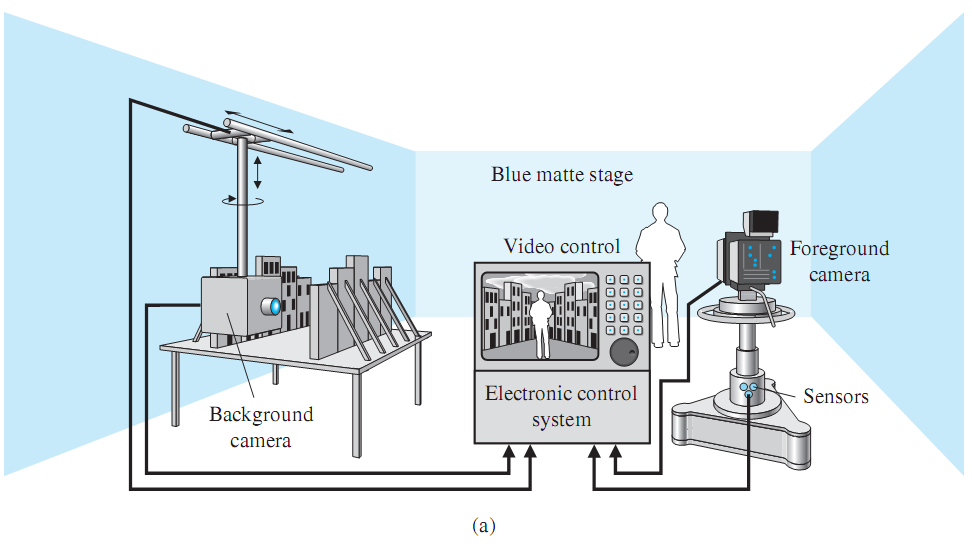 Blue matte stage
Video control
Foreground
camera
Electronic control
system
Sensors
Background
camera
(a)